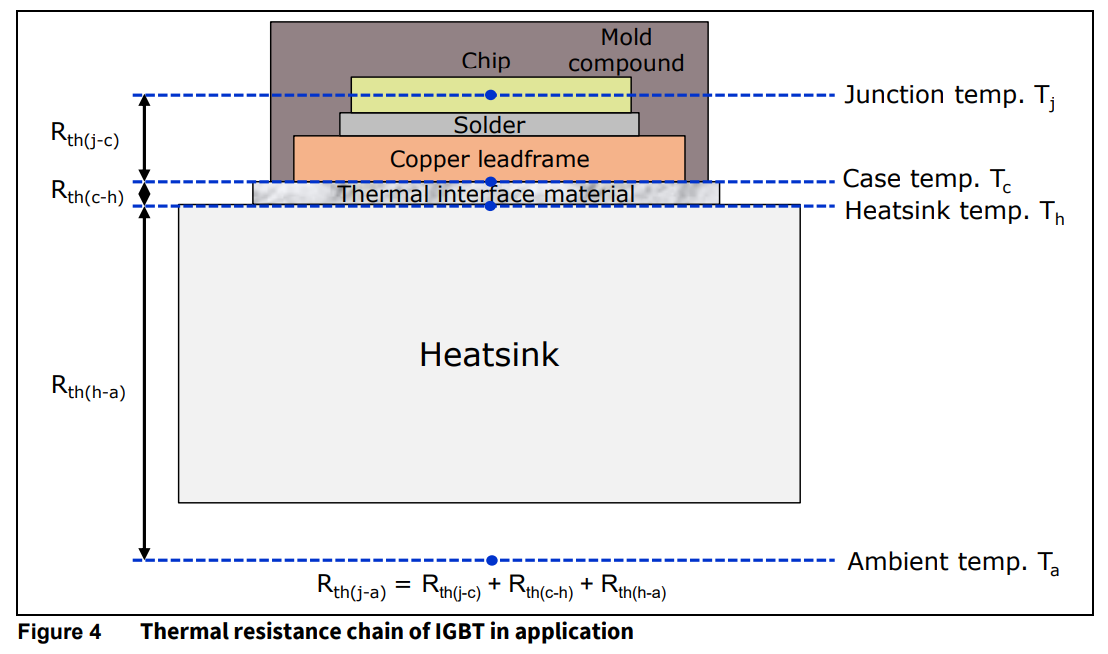 Mold
compound
Chip
Junction temp. Tj
Rth(j-c)
Solder
Copper leadframe
Rth(c-h)
Thermal interface material
Case temp. Tc
Heatsink temp. Th
Heatsink
Rth(h-a)
Ambient temp. Ta
Rth(j-a) = Rth(j-c) + Rth(c-h) + Rth(h-a)
Figure 4 Thermal resistance chain of IGBT in application